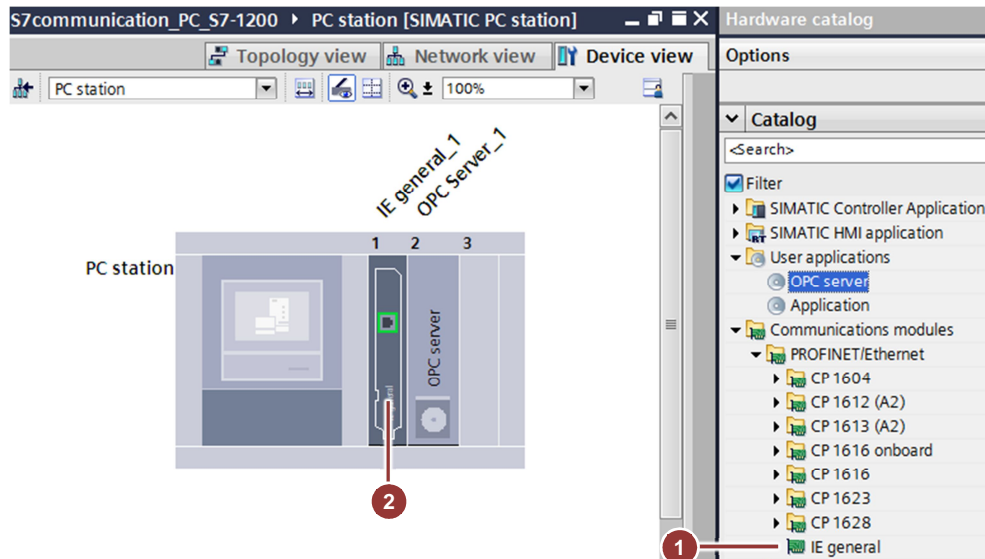 S7communication_PC_S7-1200 ▸ PC station [SIMATIC PC station]
Topology view
Network view
Device view
PC station
100%
IE general_1
OPC Server_1
1 2 3
PC station
OPC server
2
Hardware catalog
Options
Catalog
<Search>
Filter
SIMATIC Controller Application
SIMATIC HMI application
User applications
OPC server
Application
Communications modules
PROFINET/Ethernet
CP 1604
CP 1612 (A2)
CP 1613 (A2)
CP 1616 onboard
CP 1616
CP 1623
CP 1628
1
IE general